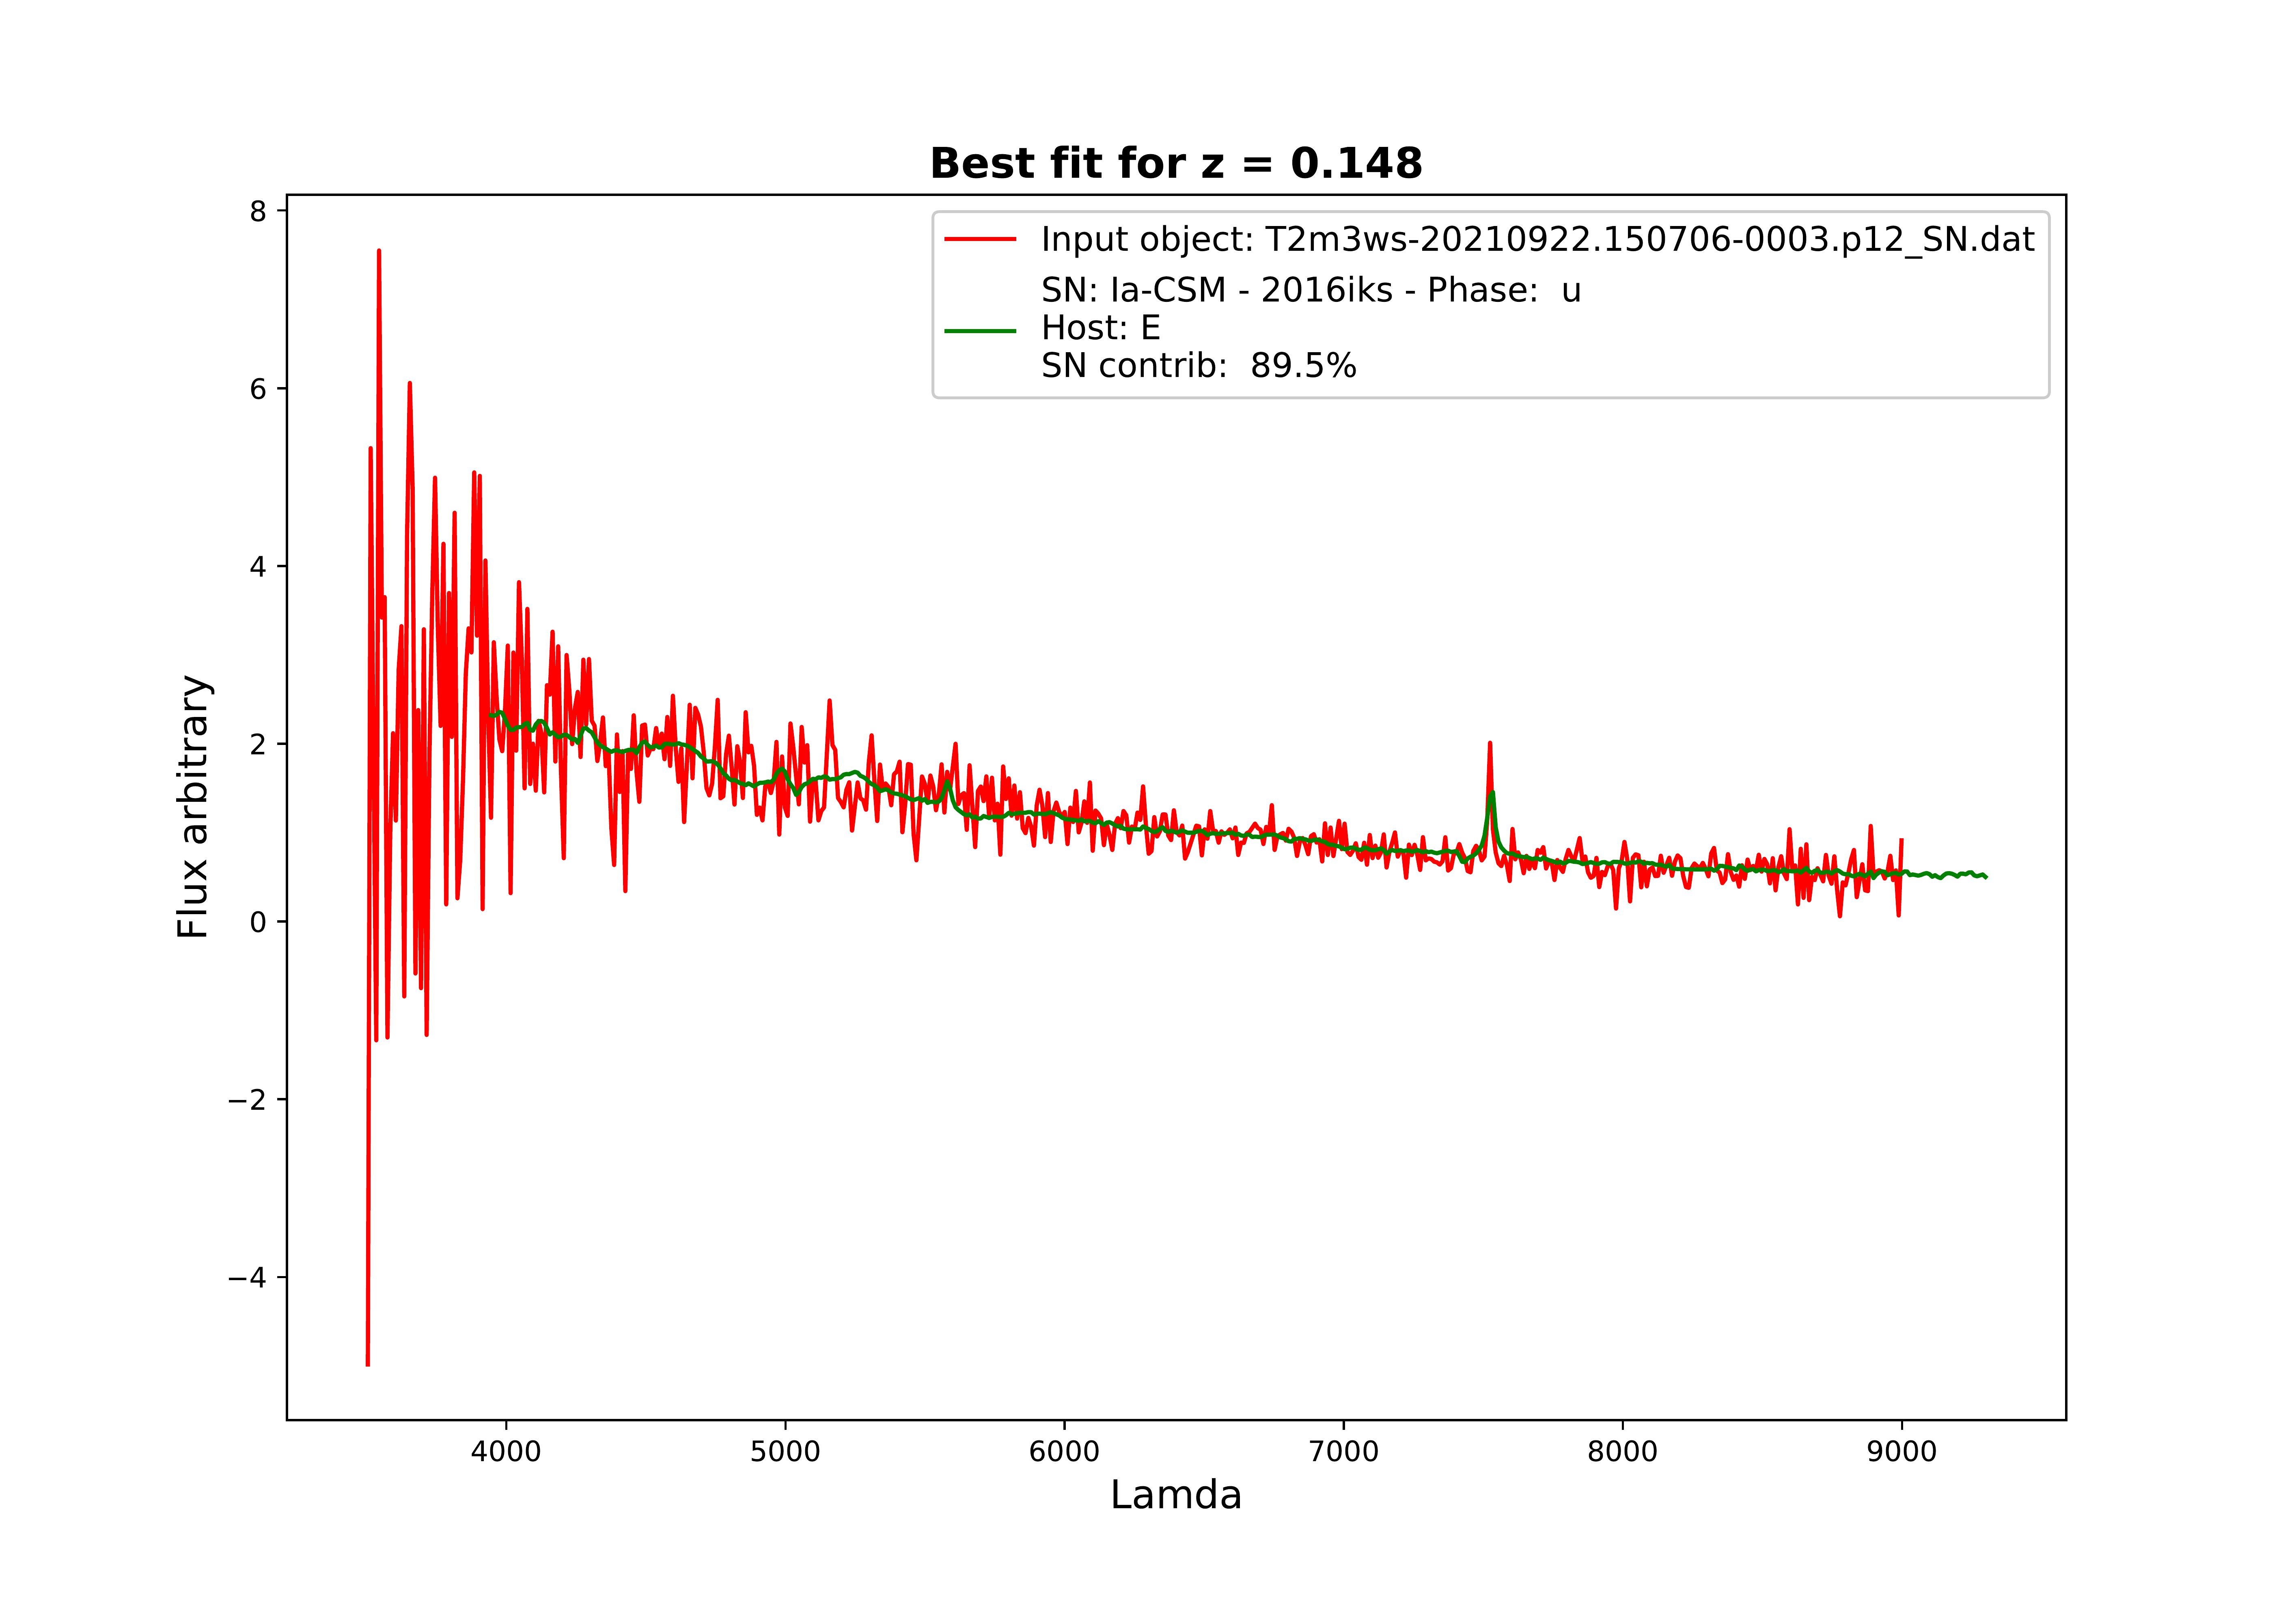 Best fit for z = 0.148
Input object: T2m3ws-20210922.150706-0003.p12_SN.dat
SN: Ia-CSM - 2016iks - Phase:  u
Host: E
SN contrib:  89.5%
Flux arbitrary
8
6
4
2
0
−2
−4
4000 5000 6000 7000 8000 9000
Lamda